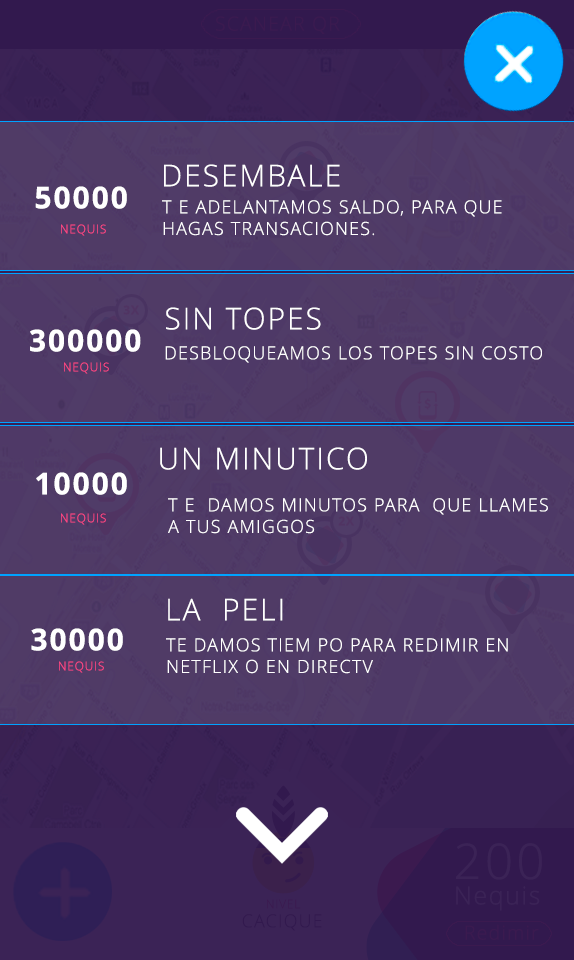 50000
NEQUIS
DESEMBALE
T E ADELANTAMOS SALDO, PARA QUE
HAGAS TRANSACIONES.
300000
NEQUIS
SIN TOPES
DESBLOQUEAMOS LOS TOPES SIN COSTO
10000
NEQUIS
UN MINUTICO
T E DAMOS MINUTOS PARA QUE LLAMES
A TUS AMIGGOS
30000
NEQUIS
LA PELI
TE DAMOS TIEM PO PARA REDIMIR EN
NETFLIX O EN DIRECTV
NIVEL
CACIQUE
200
Nequis